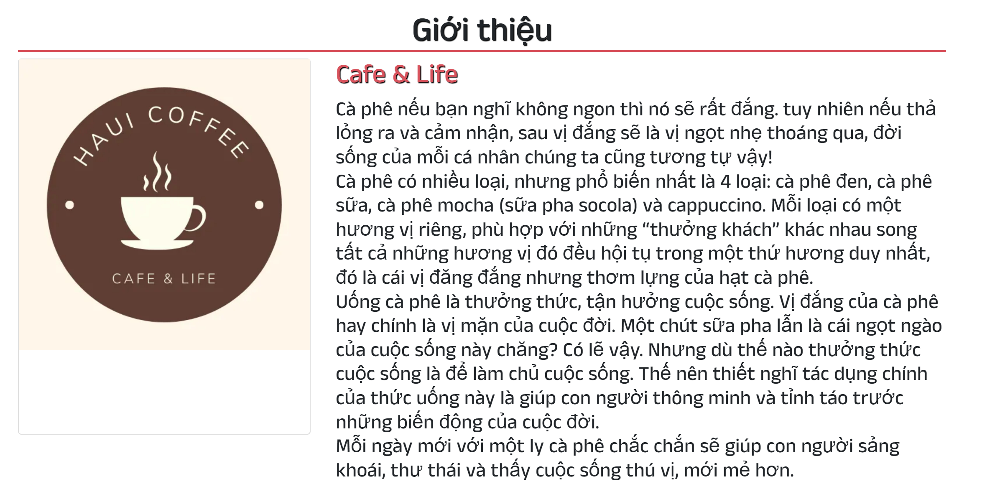 Giới thiệu
HAUI COFFEE
CAFE & LIFE
Cafe & Life
Cà phê nếu bạn nghĩ không ngon thì nó sẽ rất đắng. tuy nhiên nếu thả
lỏng ra và cảm nhận, sau vị đắng sẽ là vị ngọt nhẹ thoáng qua, đời
sống của mỗi cá nhân chúng ta cũng tương tự vậy!
Cà phê có nhiều loại, nhưng phổ biến nhất là 4 loại: cà phê đen, cà phê
sữa, cà phê mocha (sữa pha socola) và cappuccino. Mỗi loại có một
hương vị riêng, phù hợp với những “thưởng khách” khác nhau song
tất cả những hương vị đó đều hội tụ trong một thứ hương duy nhất,
đó là cái vị đăng đắng nhưng thơm lựng của hạt cà phê.
Uống cà phê là thưởng thức, tận hưởng cuộc sống. Vị đắng của cà phê
hay chính là vị mặn của cuộc đời. Một chút sữa pha lẫn là cái ngọt ngào
của cuộc sống này chăng? Có lẽ vậy. Nhưng dù thế nào thưởng thức
cuộc sống là để làm chủ cuộc sống. Thế nên thiết nghĩ tác dụng chính
của thức uống này là giúp con người thông minh và tỉnh táo trước
những biến động của cuộc đời.
Mỗi ngày mới với một ly cà phê chắc chắn sẽ giúp con người sảng
khoái, thư thái và thấy cuộc sống thú vị, mới mẻ hơn.